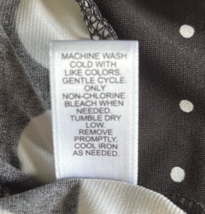 MACHINE WASH
COLD WITH
LIKE COLORS.
GENTLE CYCLE.
ONLY
NON-CHLORINE
BLEACH WHEN
NEEDED.
TUMBLE DRY
LOW.
REMOVE
PROMPTLY.
COOL IRON
AS NEEDED.